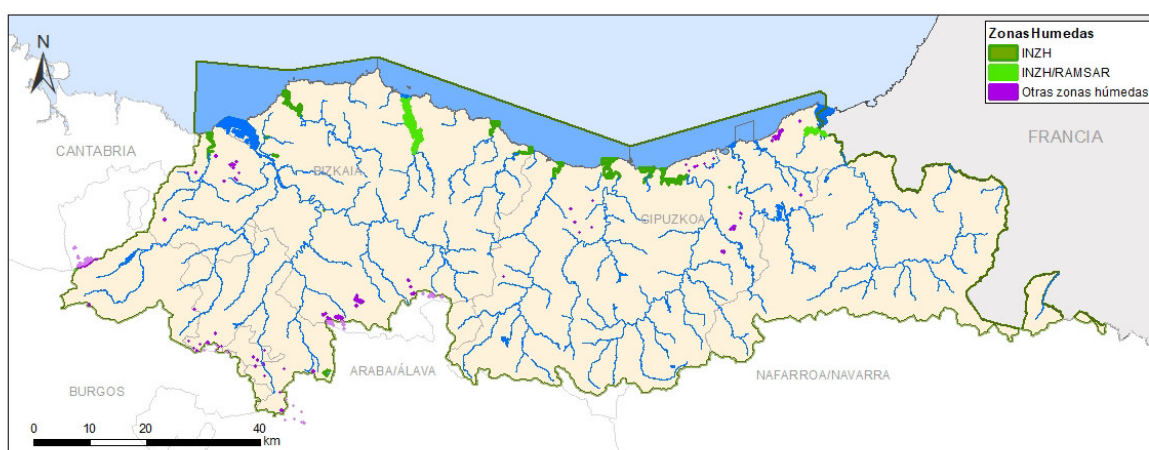 N
Zonas Humedas
INZH
INZH/RAMSAR
Otras zonas húmedas
FRANCIA
CANTABRIA
BIZKAIA
GIPUZKOA
ARABA/ÁLAVA
NAFARROA/NAVARRA
BURGOS
0 10 20 40
km